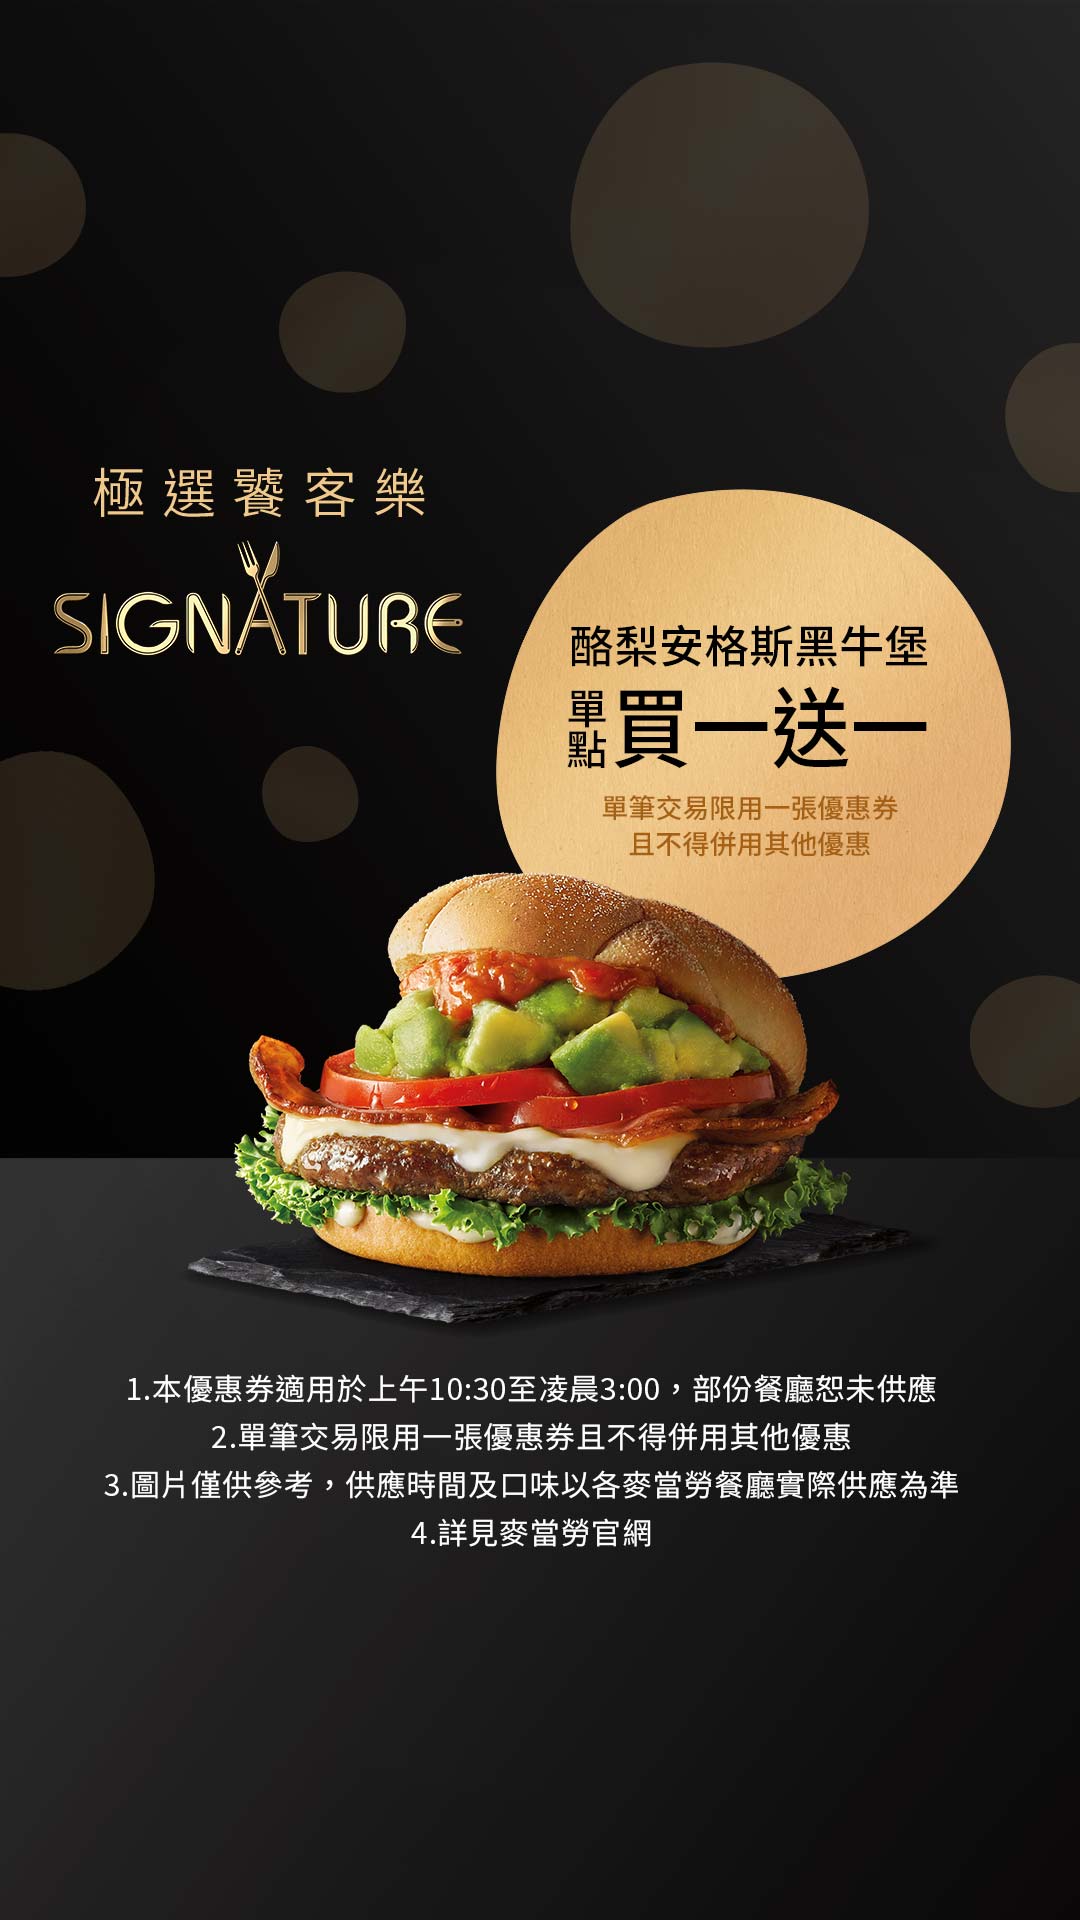 極選饕客樂
SIGNATURE
酪梨安格斯黑牛堡
單點買一送一
單筆交易限用一張優惠券
且不得併用其他優惠
1.本優惠券適用於上午10:30至凌晨3:00，部份餐廳恕未供應
2.單筆交易限用一張優惠券且不得併用其他優惠
3.圖片僅供參考，供應時間及口味以各麥當勞餐廳實際供應為準
4.詳見麥當勞官網